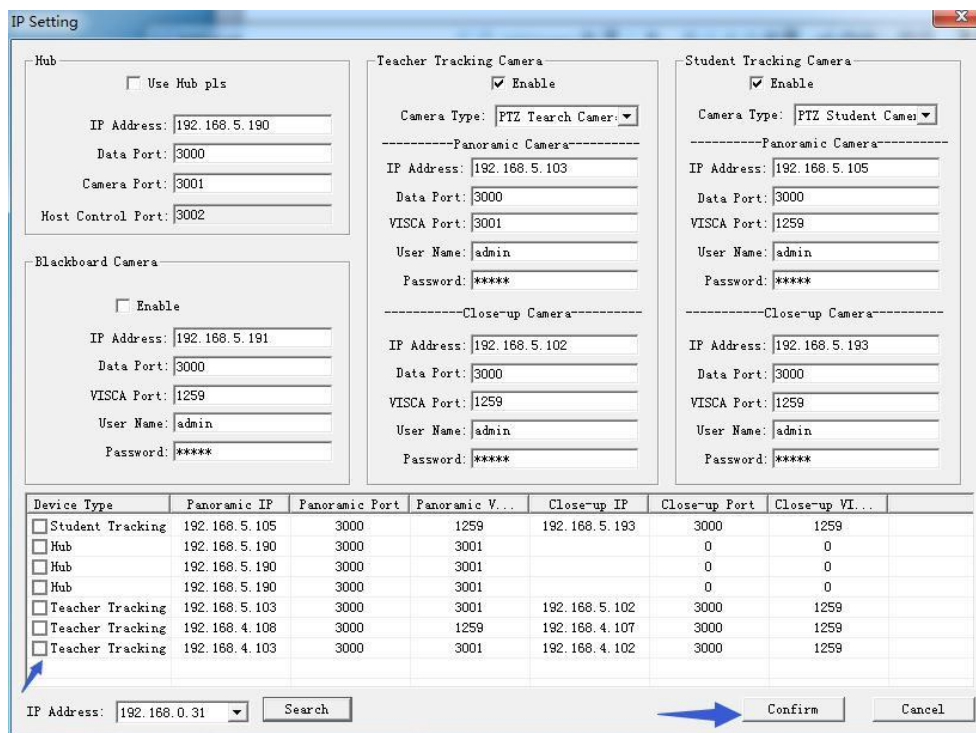 IP Setting
Hub
Use Hub pls
IP Address: 192.168.5.190
Data Port: 3000
Camera Port: 3001
Host Control Port: 3002
Blackboard Camera
Enable
IP Address: 192.168.5.191
Data Port: 3000
VISCA Port: 1259
User Name: admin
Password: *****
Teacher Tracking Camera
Enable
Camera Type: PTZ Tearch Camer
----------Panoramic Camera----------
IP Address: 192.168.5.103
Data Port: 3000
VISCA Port: 3001
User Name: admin
Password: *****
-----------Close-up Camera----------
IP Address: 192.168.5.102
Data Port: 3000
VISCA Port: 1259
User Name: admin
Password: *****
Student Tracking Camera
Enable
Camera Type: PTZ Student Camer
----------Panoramic Camera----------
IP Address: 192.168.5.105
Data Port: 3000
VISCA Port: 1259
User Name: admin
Password: *****
-----------Close-up Camera----------
IP Address: 192.168.5.193
Data Port: 3000
VISCA Port: 1259
User Name: admin
Password: *****
Device Type Panoramic IP Panoramic Port Panoramic V... Close-up IP Close-up Port Close-up VI...
Student Tracking 192.168.5.105 3000 1259 192.168.5.193 3000 1259
Hub 192.168.5.190 3000 3001 0 0
Hub 192.168.5.190 3000 3001 0 0
Hub 192.168.5.190 3000 3001 0 0
Teacher Tracking 192.168.5.103 3000 3001 192.168.5.102 3000 1259
Teacher Tracking 192.168.4.108 3000 1259 192.168.4.107 3000 1259
Teacher Tracking 192.168.4.103 3000 3001 192.168.4.102 3000 1259
IP Address: 192.168.0.31 Search Confirm Cancel